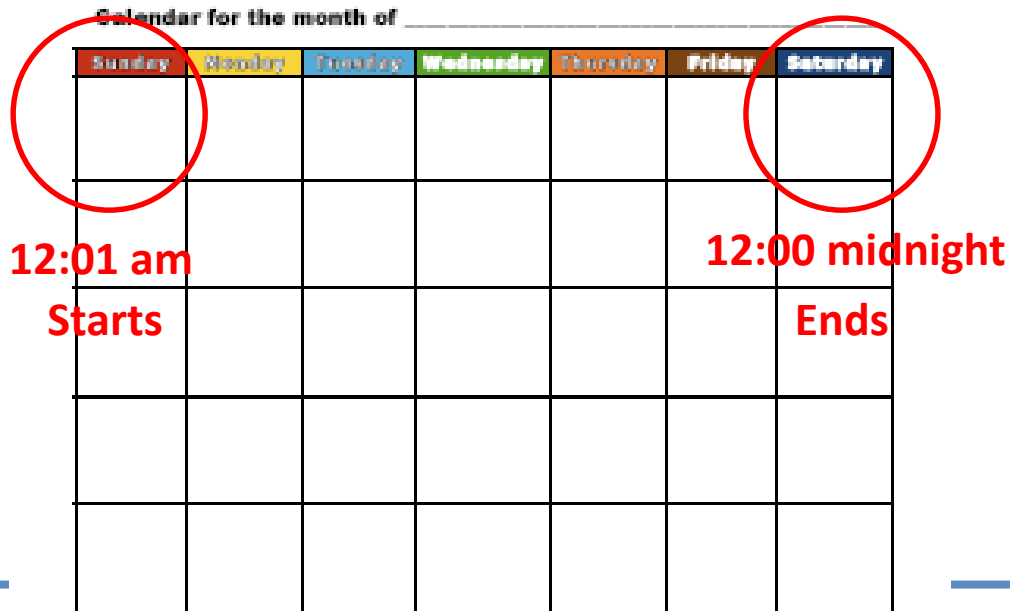 Calendar for the month of
Sunday Monday Tuesday Wednesday Thursday Friday Saturday
12:01 am
Starts
12:00 midnight
Ends